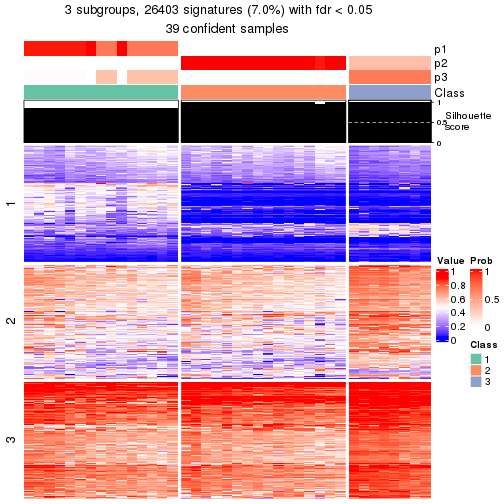 3 subgroups, 26403 signatures (7.0%) with fdr < 0.05
39 confident samples
p1
p2
p3
Class
1
0.5
0
Silhouette
score
1
2
3
Value
1
0.8
0.6
0.4
0.2
0
Prob
1
0.5
0
Class
1
2
3